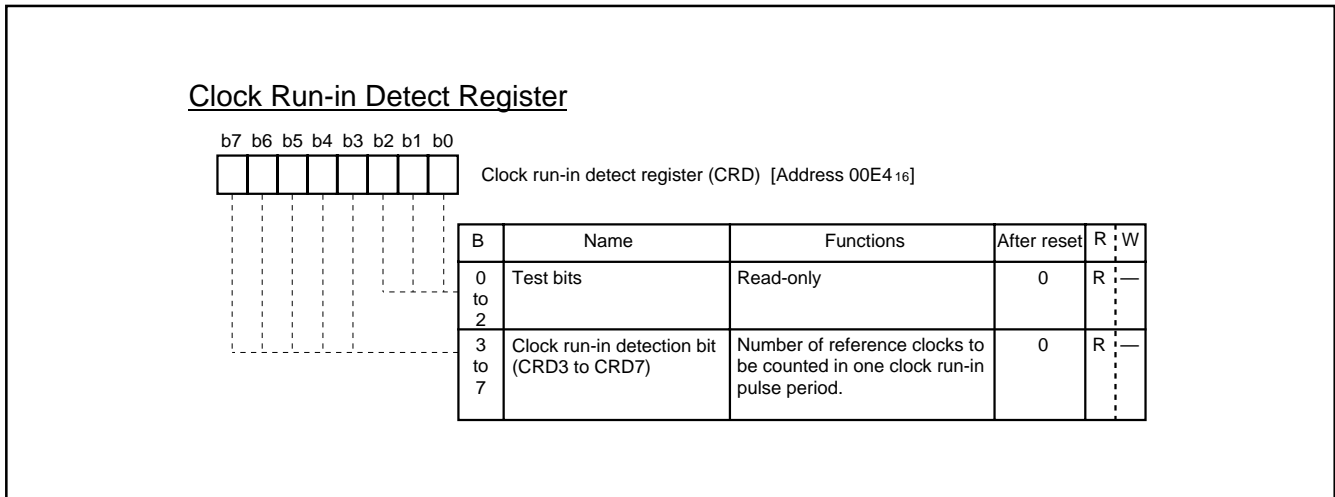 Clock Run-in Detect Register
b7 b6 b5 b4 b3 b2 b1 b0
Clock run-in detect register (CRD) [Address 00E4 16]
B Name Functions After reset R W
0 to 2 Test bits Read-only 0 R —
3 to 7 Clock run-in detection bit (CRD3 to CRD7) Number of reference clocks to be counted in one clock run-in pulse period. 0 R —